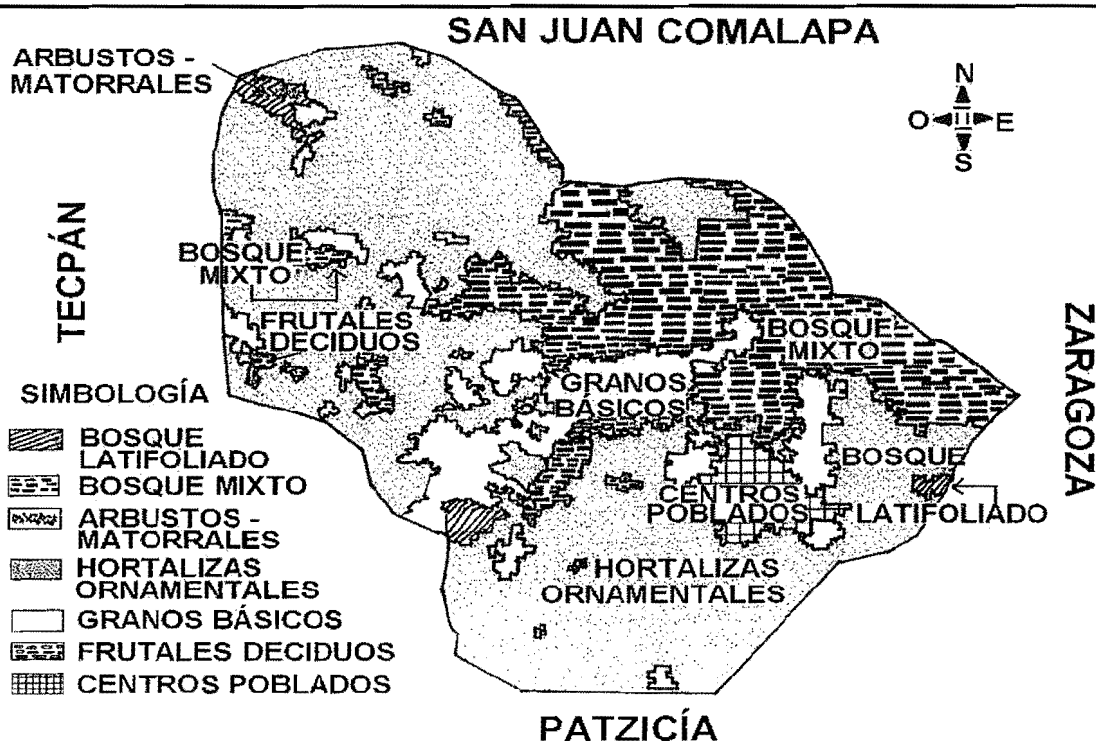 SAN JUAN COMALAPA
ARBUSTOS -
MATORRALES
N
O E
S
TECPÁN
BOSQUE
MIXTO
FRUTALES
DECIDUOS
BOSQUE
MIXTO
ZARAGOZA
GRANOS
BÁSICOS
BOSQUE
LATIFOLIADO
CENTROS
POBLADOS
HORTALIZAS
ORNAMENTALES
SIMBOLOGÍA
BOSQUE
LATIFOLIADO
BOSQUE MIXTO
ARBUSTOS -
MATORRALES
HORTALIZAS
ORNAMENTALES
GRANOS BÁSICOS
FRUTALES DECIDUOS
CENTROS POBLADOS
PATZICÍA